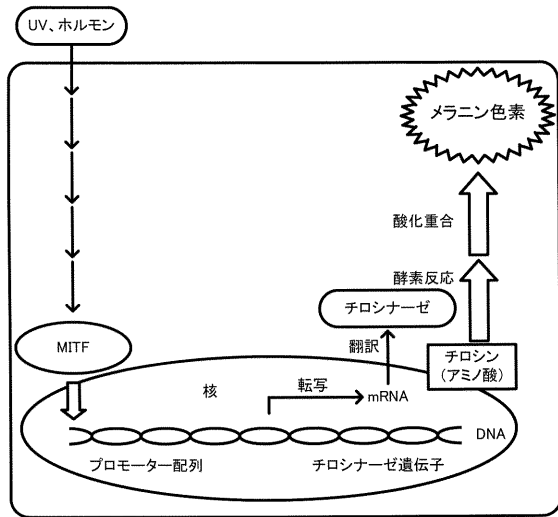 UV、ホルモン
メラニン色素
酸化重合
酵素反応
チロシナーゼ
MITF
翻訳
チロシン
(アミノ酸)
核
転写
mRNA
DNA
プロモーター配列
チロシナーゼ遺伝子